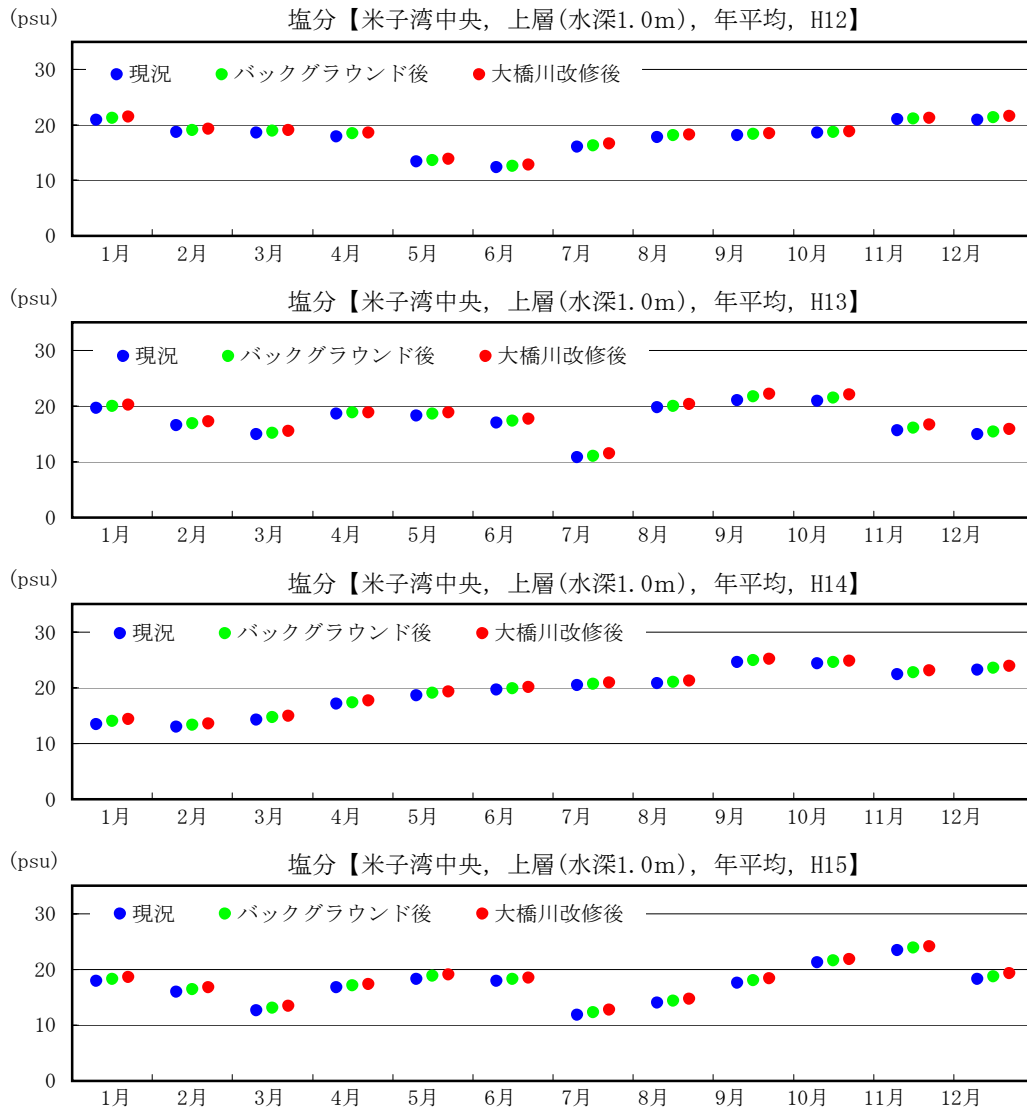 (psu)
塩分【米子湾中央, 上層(水深1.0m), 年平均, H12】
30
現況 バックグラウンド後 大橋川改修後
20
10
0
1月 2月 3月 4月 5月 6月 7月 8月 9月 10月 11月 12月
(psu)
塩分【米子湾中央, 上層(水深1.0m), 年平均, H13】
30
現況 バックグラウンド後 大橋川改修後
20
10
0
1月 2月 3月 4月 5月 6月 7月 8月 9月 10月 11月 12月
(psu)
塩分【米子湾中央, 上層(水深1.0m), 年平均, H14】
30
現況 バックグラウンド後 大橋川改修後
20
10
0
1月 2月 3月 4月 5月 6月 7月 8月 9月 10月 11月 12月
(psu)
塩分【米子湾中央, 上層(水深1.0m), 年平均, H15】
30
現況 バックグラウンド後 大橋川改修後
20
10
0
1月 2月 3月 4月 5月 6月 7月 8月 9月 10月 11月 12月